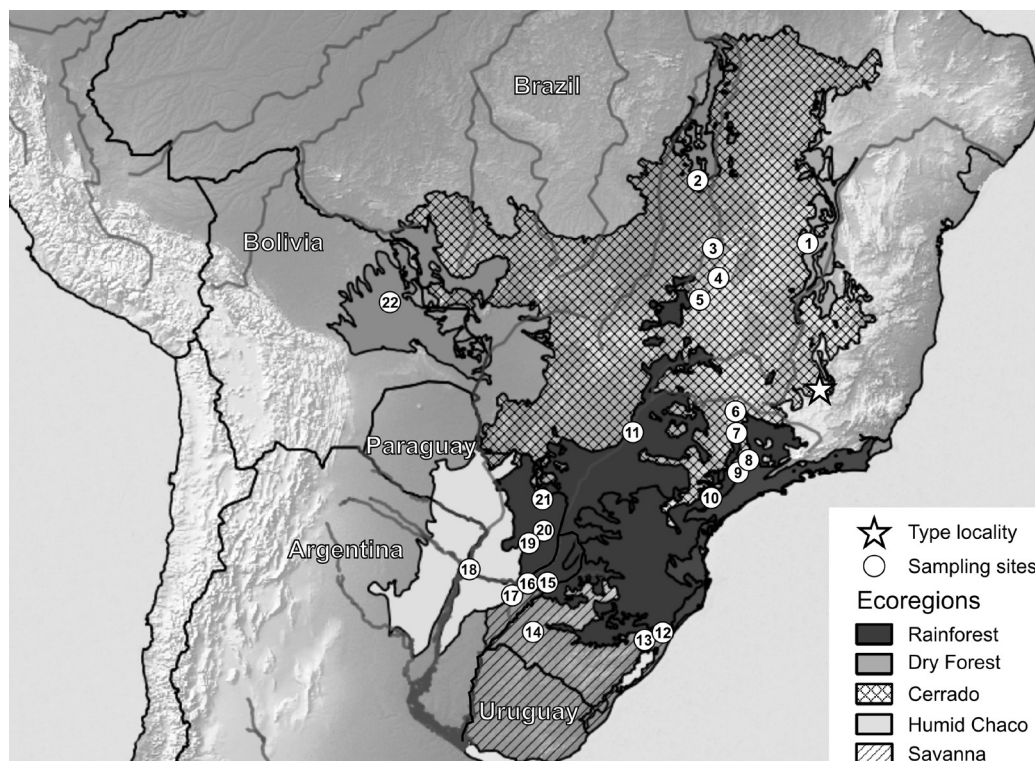 Brazil
2
Bolivia
1
3
4
5
22
6
11
7
Paraguay
8
9
10
21
20
19
Argentina
18
16
15
17
14
13
12
Uruguay
Type locality
Sampling sites
Ecoregions
Rainforest
Dry Forest
Cerrado
Humid Chaco
Savanna